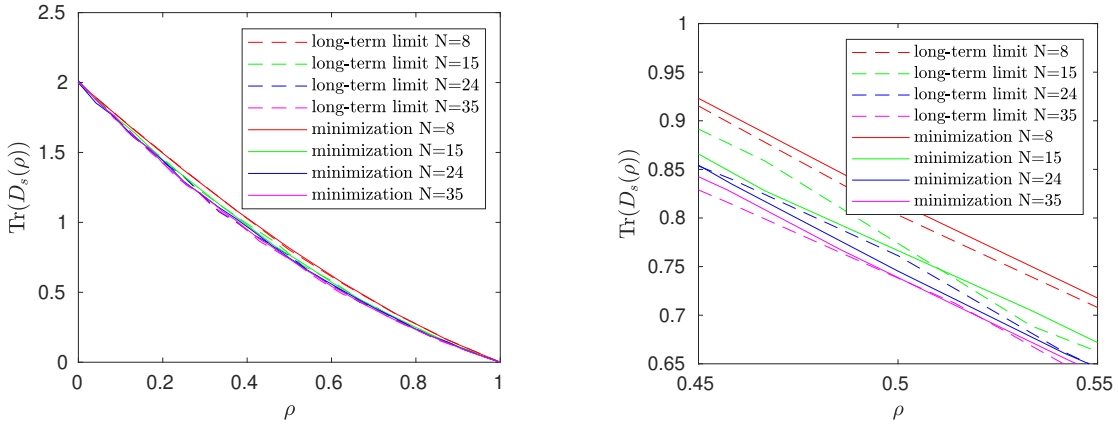 2.5
2
1.5
1
0.5
0
0 0.2 0.4 0.6 0.8 1
ρ
Tr(D_s(ρ))
long-term limit N=8
long-term limit N=15
long-term limit N=24
long-term limit N=35
minimization N=8
minimization N=15
minimization N=24
minimization N=35
1
0.95
0.9
0.85
0.8
0.75
0.7
0.65
0.45 0.5 0.55
ρ
Tr(D_s(ρ))
long-term limit N=8
long-term limit N=15
long-term limit N=24
long-term limit N=35
minimization N=8
minimization N=15
minimization N=24
minimization N=35